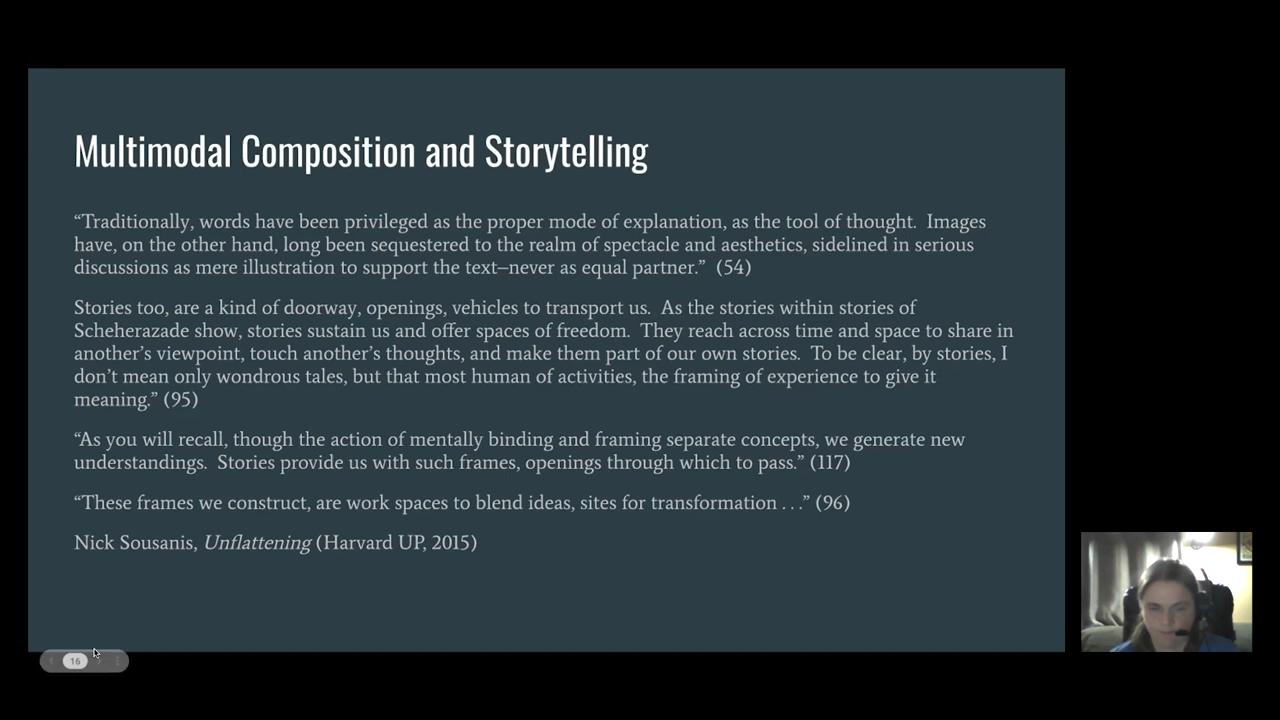 Multimodal Composition and Storytelling
“Traditionally, words have been privileged as the proper mode of explanation, as the tool of thought.  Images
have, on the other hand, long been sequestered to the realm of spectacle and aesthetics, sidelined in serious
discussions as mere illustration to support the text–never as equal partner.”  (54)
Stories too, are a kind of doorway, openings, vehicles to transport us.  As the stories within stories of
Scheherazade show, stories sustain us and offer spaces of freedom.  They reach across time and space to share in
another’s viewpoint, touch another’s thoughts, and make them part of our own stories.  To be clear, by stories, I
don’t mean only wondrous tales, but that most human of activities, the framing of experience to give it
meaning.” (95)
“As you will recall, though the action of mentally binding and framing separate concepts, we generate new
understandings.  Stories provide us with such frames, openings through which to pass.” (117)
“These frames we construct, are work spaces to blend ideas, sites for transformation . . .” (96)
Nick Sousanis, Unflattening (Harvard UP, 2015)
16